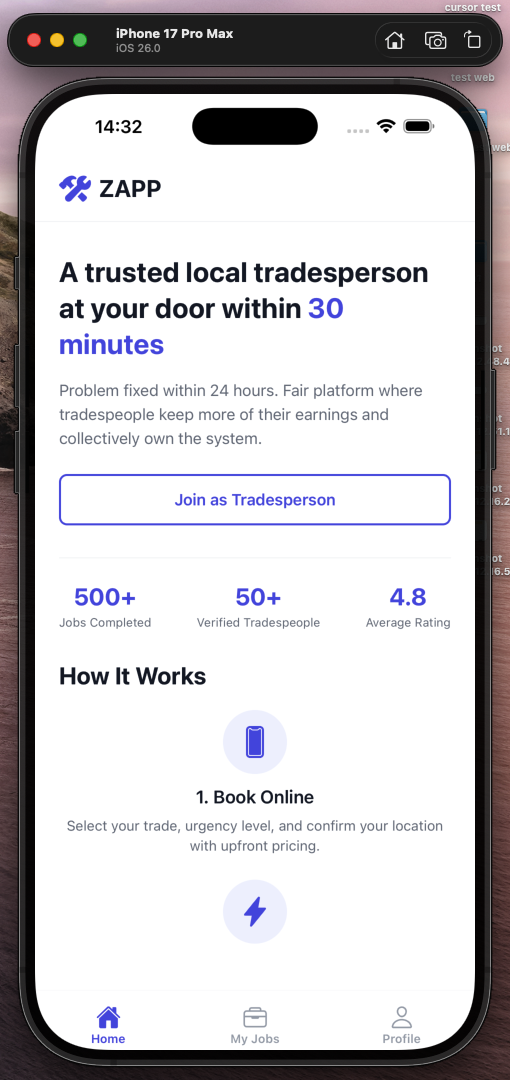 cursor test
iPhone 17 Pro Max
iOS 26.0
test web
14:32
ZAPP
A trusted local tradesperson
at your door within 30
minutes
Problem fixed within 24 hours. Fair platform where
tradespeople keep more of their earnings and
collectively own the system.
Join as Tradesperson
500+
Jobs Completed
50+
Verified Tradespeople
4.8
Average Rating
How It Works
1. Book Online
Select your trade, urgency level, and confirm your location
with upfront pricing.
Home
My Jobs
Profile